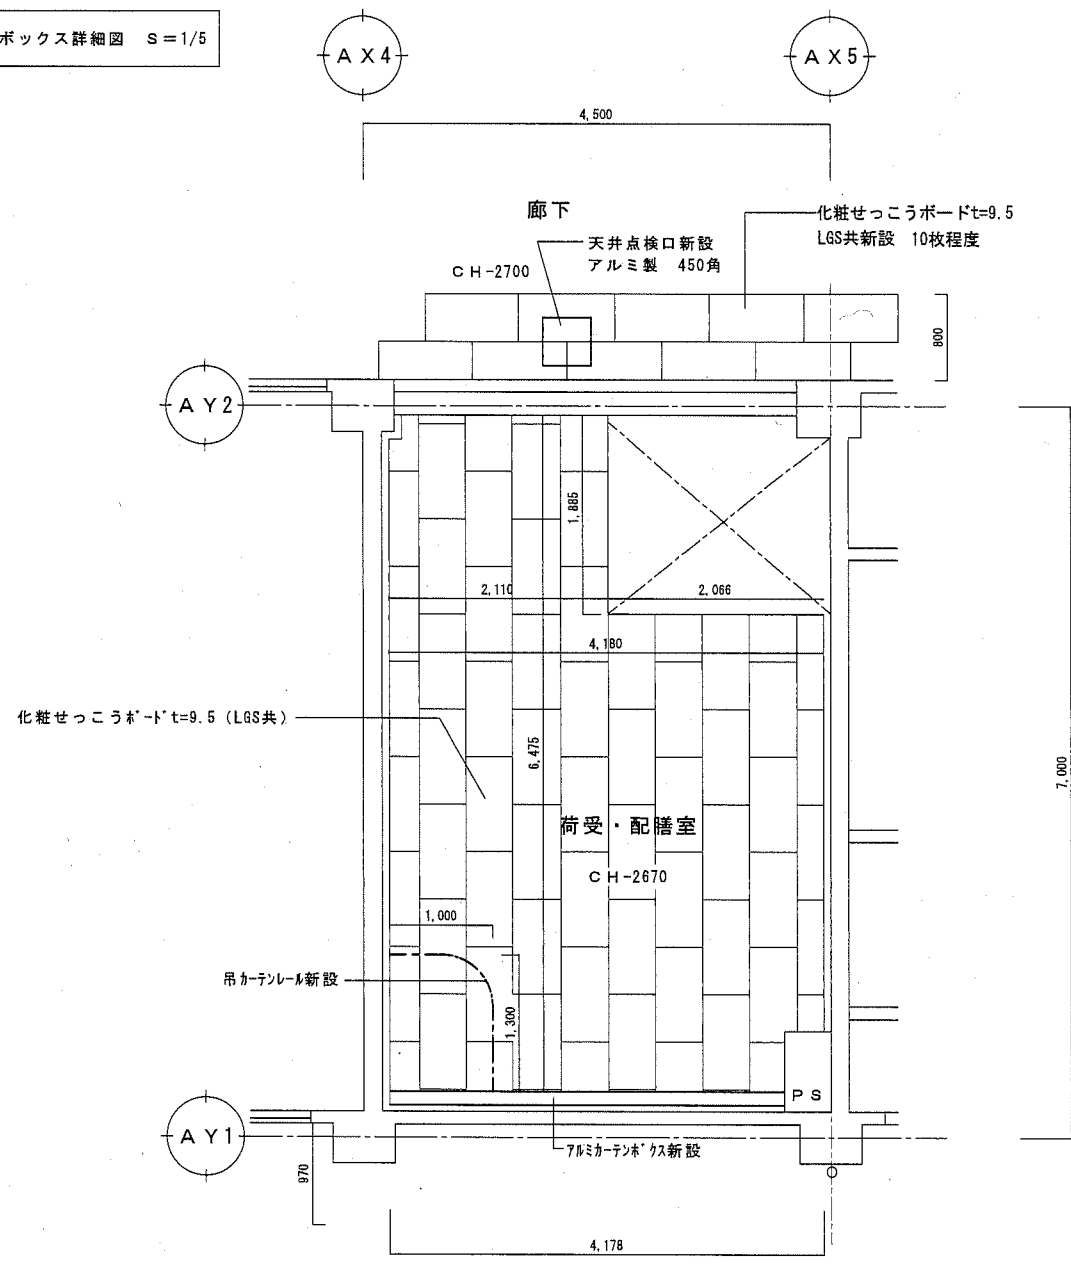 ボックス詳細図 S=1/5
AX4
AX5
4,500
廊下
化粧せっこうボードt=9.5
LGS共新設 10枚程度
天井点検口新設
アルミ製 450角
CH-2700
800
AY2
1,885
2,110
2,066
4,180
化粧せっこうボードt=9.5(LGS共)
6,475
7,000
荷受・配膳室
CH-2670
1,000
吊カーテンレール新設
1,300
PS
AY1
アルミカーテンボックス新設
970
4,178